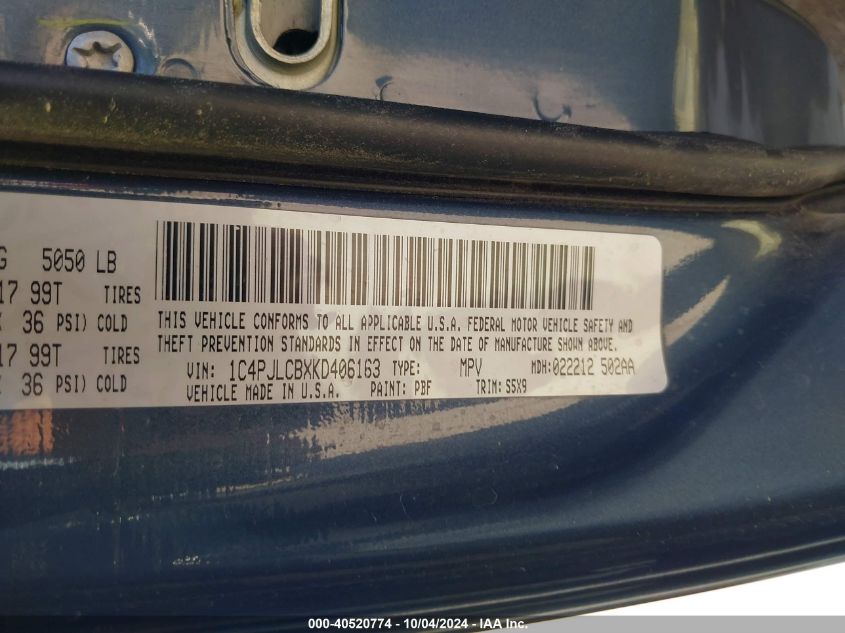 G 5050 LB
17 99T TIRES
36 PSI) COLD
17 99T TIRES
36 PSI) COLD
THIS VEHICLE CONFORMS TO ALL APPLICABLE U.S.A. FEDERAL MOTOR VEHICLE SAFETY AND
THEFT PREVENTION STANDARDS IN EFFECT ON THE DATE OF MANUFACTURE SHOWN ABOVE.
VIN: 1C4PJLCBXKD406163 TYPE: MPV MDH:022212 502AA
VEHICLE MADE IN U.S.A. PAINT: PBF TRIM: S5X9
000-40520774 - 10/04/2024 - IAA Inc.